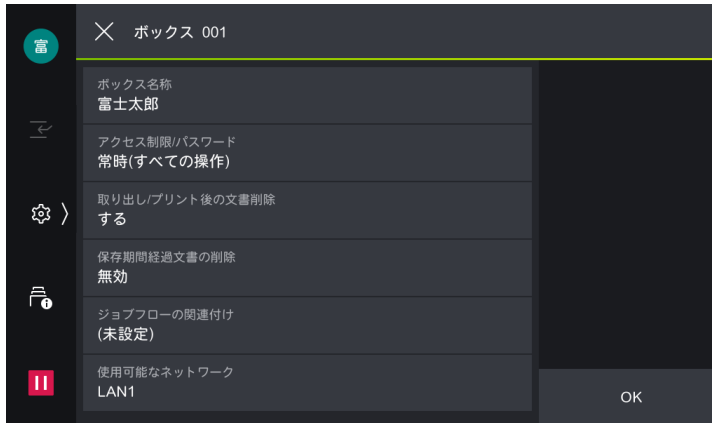 富
ボックス 001
ボックス名称
富士太郎
アクセス制限/パスワード
常時(すべての操作)
取り出し/プリント後の文書削除
する
保存期間経過文書の削除
無効
ジョブフローの関連付け
(未設定)
使用可能なネットワーク
LAN1
OK